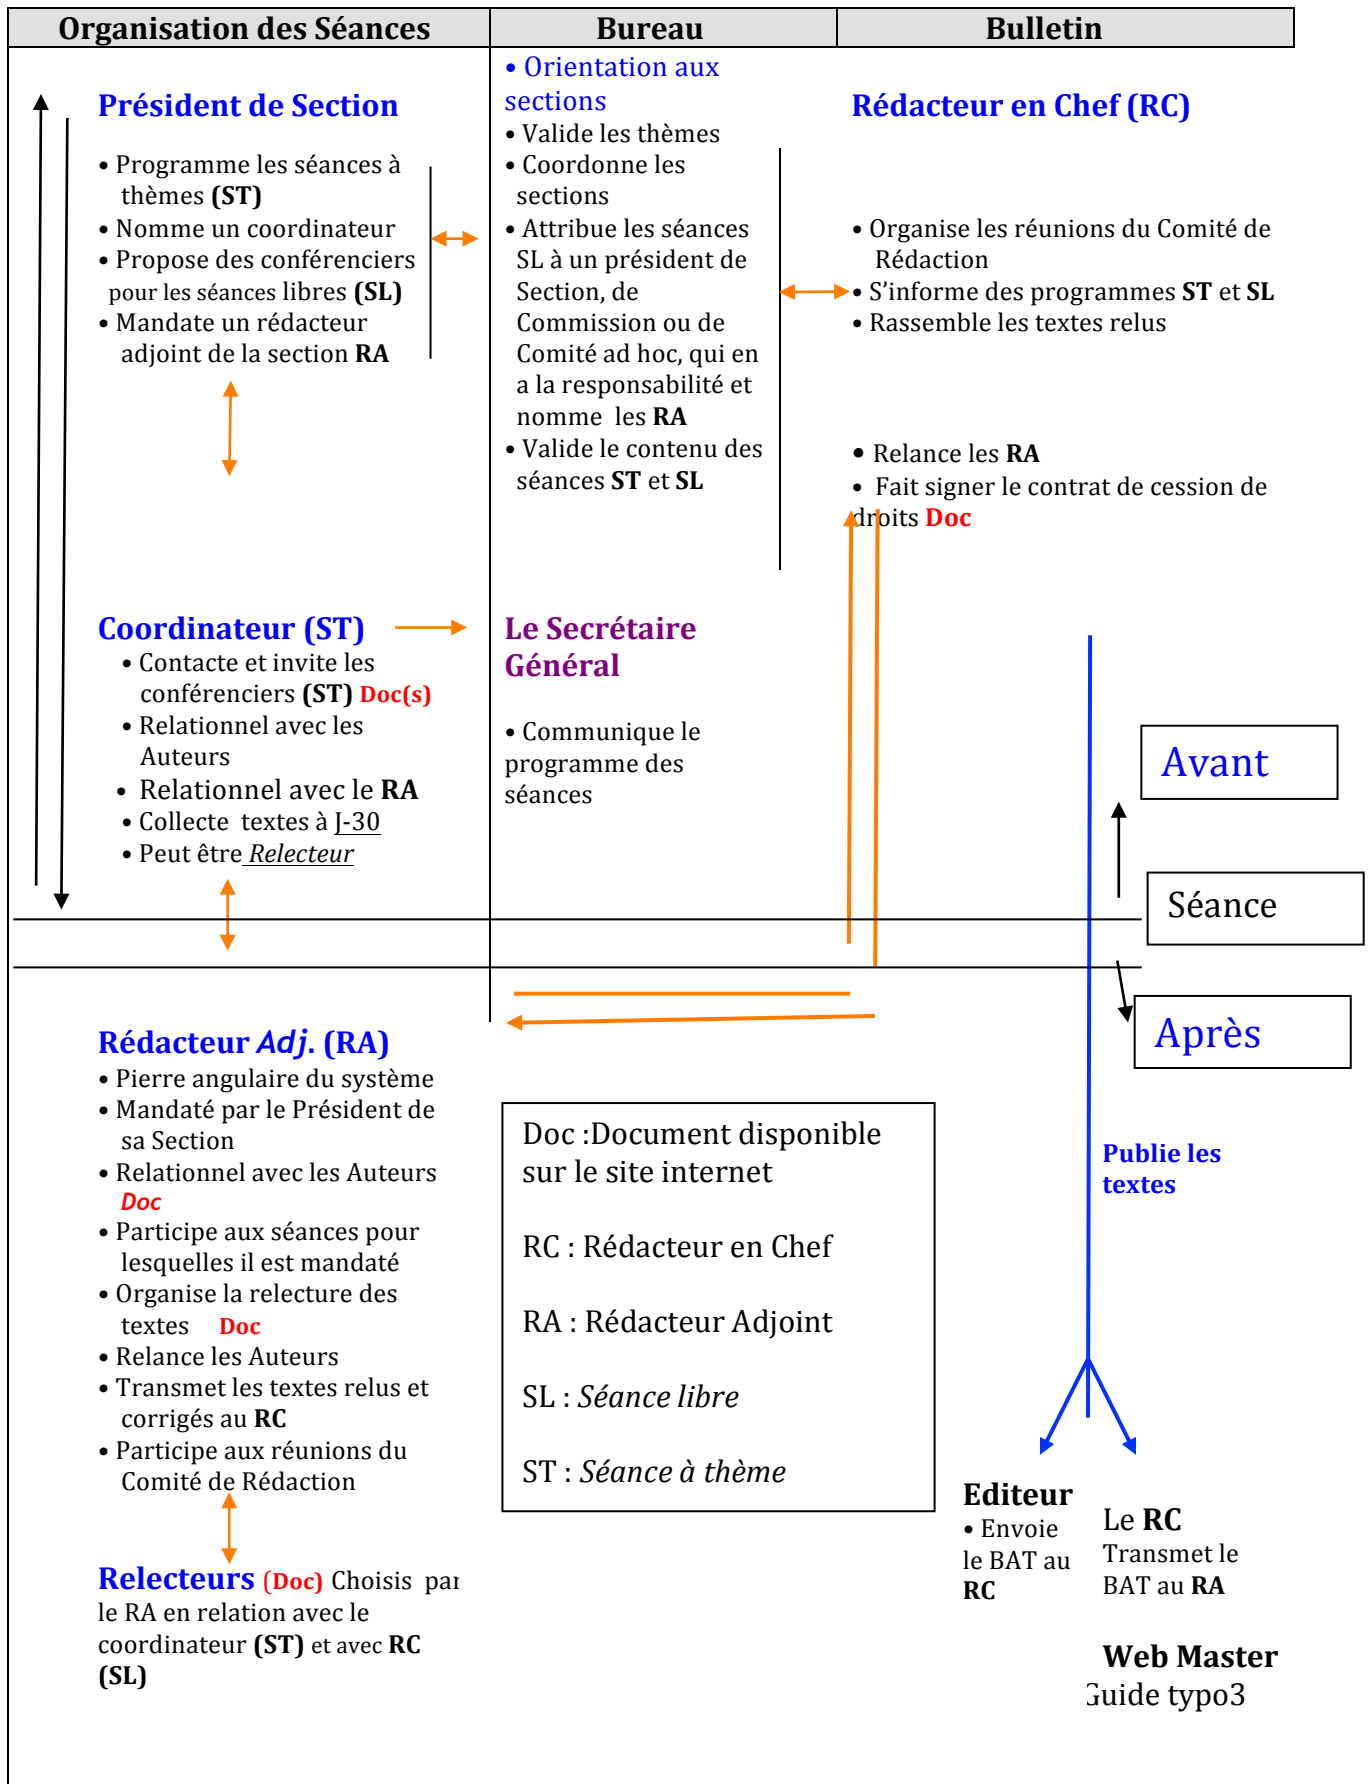 Organisation des Séances
Bureau
Bulletin
Président de Section
• Programme les séances à
thèmes (ST)
• Nomme un coordinateur
• Propose des conférenciers
pour les séances libres (SL)
• Mandate un rédacteur
adjoint de la section RA
• Orientation aux
sections
• Valide les thèmes
• Coordonne les
sections
• Attribue les séances
SL à un président de
Section, de
Commission ou de
Comité ad hoc, qui en
a la responsabilité et
nomme les RA
• Valide le contenu des
séances ST et SL
Rédacteur en Chef (RC)
• Organise les réunions du Comité de
Rédaction
• S’informe des programmes ST et SL
• Rassemble les textes relus
• Relance les RA
• Fait signer le contrat de cession de
droits Doc
Coordinateur (ST)
• Contacte et invite les
conférenciers (ST) Doc(s)
• Relationnel avec les
Auteurs
• Relationnel avec le RA
• Collecte textes à J-30
• Peut être Relecteur
Le Secrétaire
Général
• Communique le
programme des
séances
Avant
Séance
Après
Rédacteur Adj. (RA)
• Pierre angulaire du système
• Mandaté par le Président de
sa Section
• Relationnel avec les Auteurs
Doc
• Participe aux séances pour
lesquelles il est mandaté
• Organise la relecture des
textes Doc
• Relance les Auteurs
• Transmet les textes relus et
corrigés au RC
• Participe aux réunions du
Comité de Rédaction
Relecteurs (Doc) Choisis par
le RA en relation avec le
coordinateur (ST) et avec RC
(SL)
Doc :Document disponible
sur le site internet
RC : Rédacteur en Chef
RA : Rédacteur Adjoint
SL : Séance libre
ST : Séance à thème
Publie les
textes
Editeur
• Envoie
le BAT au
RC
Le RC
Transmet le
BAT au RA
Web Master
Guide typo3